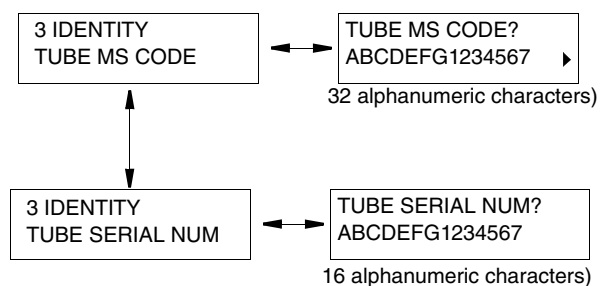 3 IDENTITY
TUBE MS CODE
TUBE MS CODE?
ABCDEFG1234567
32 alphanumeric characters)
3 IDENTITY
TUBE SERIAL NUM
TUBE SERIAL NUM?
ABCDEFG1234567
16 alphanumeric characters)